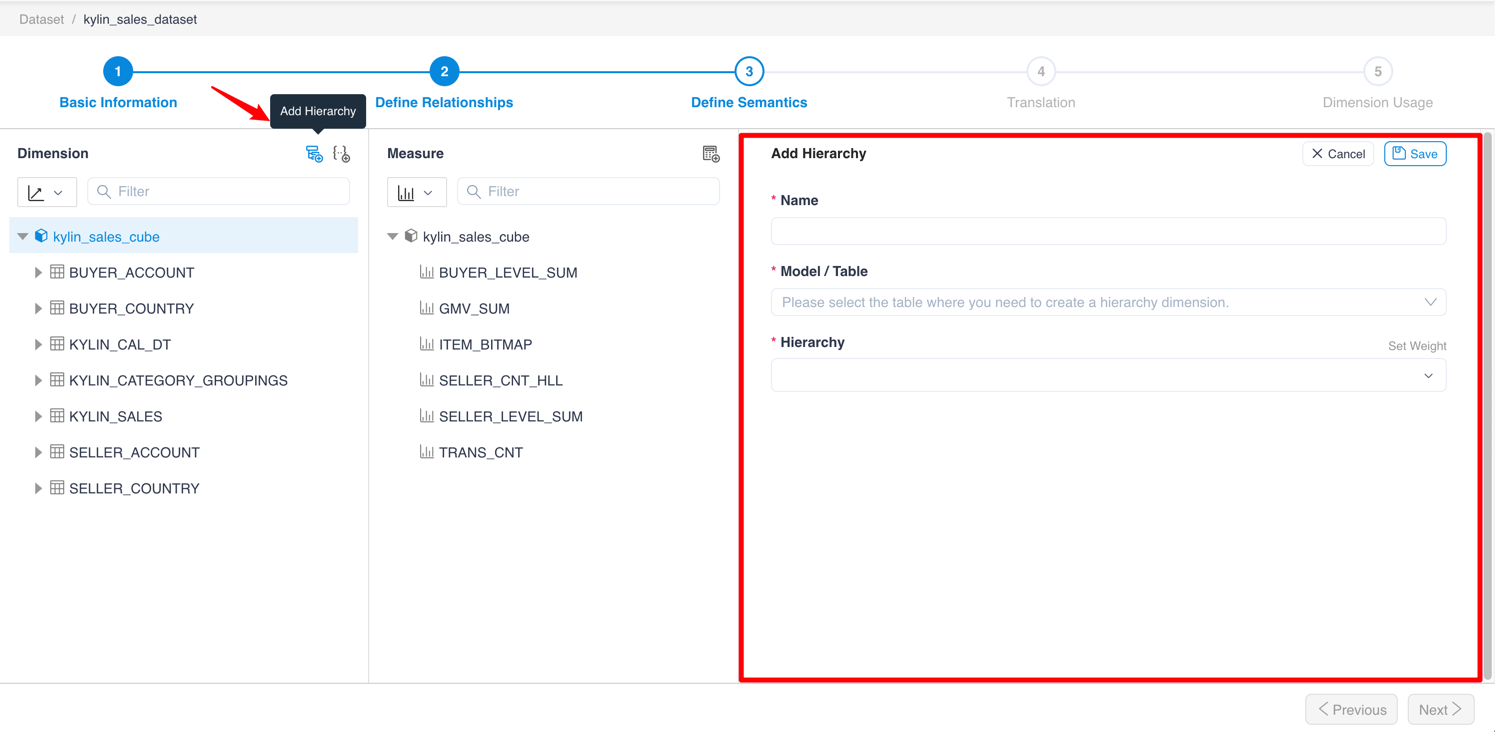 Dataset / kylin_sales_dataset
1
2
3
4
5
Basic Information
Define Relationships
Define Semantics
Translation
Dimension Usage
Add Hierarchy
Dimension
Filter
kylin_sales_cube
BUYER_ACCOUNT
BUYER_COUNTRY
KYLIN_CAL_DT
KYLIN_CATEGORY_GROUPINGS
KYLIN_SALES
SELLER_ACCOUNT
SELLER_COUNTRY
Measure
Filter
kylin_sales_cube
BUYER_LEVEL_SUM
GMV_SUM
ITEM_BITMAP
SELLER_CNT_HLL
SELLER_LEVEL_SUM
TRANS_CNT
Add Hierarchy
Cancel
Save
* Name
* Model / Table
Please select the table where you need to create a hierarchy dimension.
* Hierarchy
Set Weight
Previous
Next